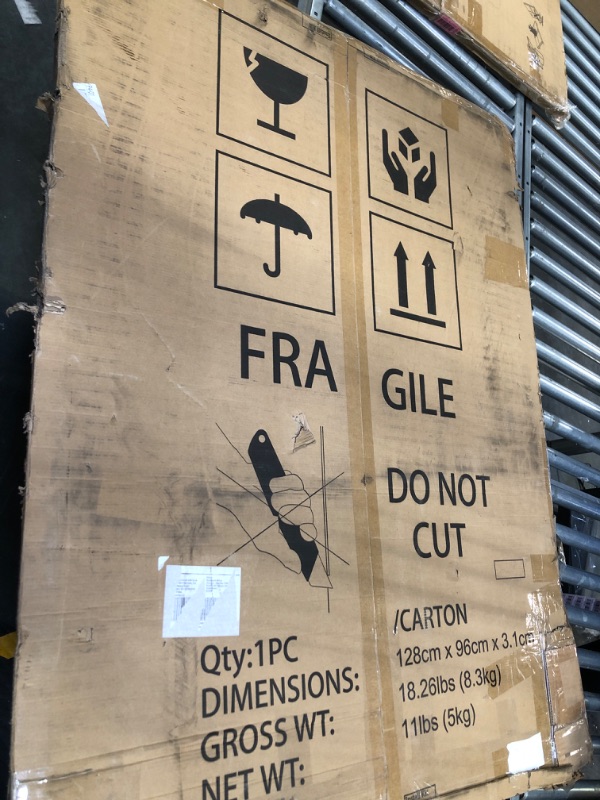 FRA GILE
DO NOT
CUT
Qty:1PC /CARTON
DIMENSIONS: 128cm x 96cm x 3.1cm
GROSS WT: 18.26lbs (8.3kg)
NET WT: 11lbs (5kg)